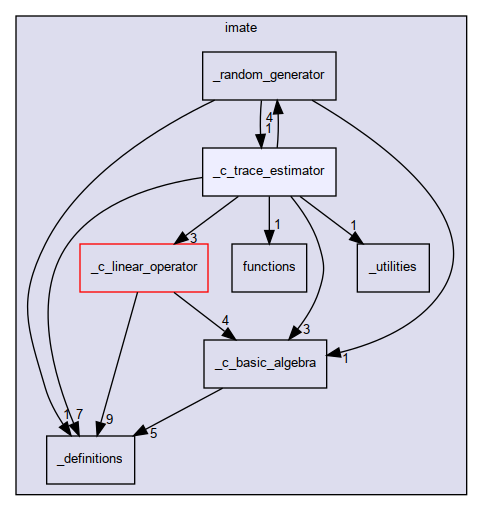 imate
_random_generator
4
1
_c_trace_estimator
3
1
1
_c_linear_operator
functions
_utilities
4
3
_c_basic_algebra
1
1
7
9
5
_definitions